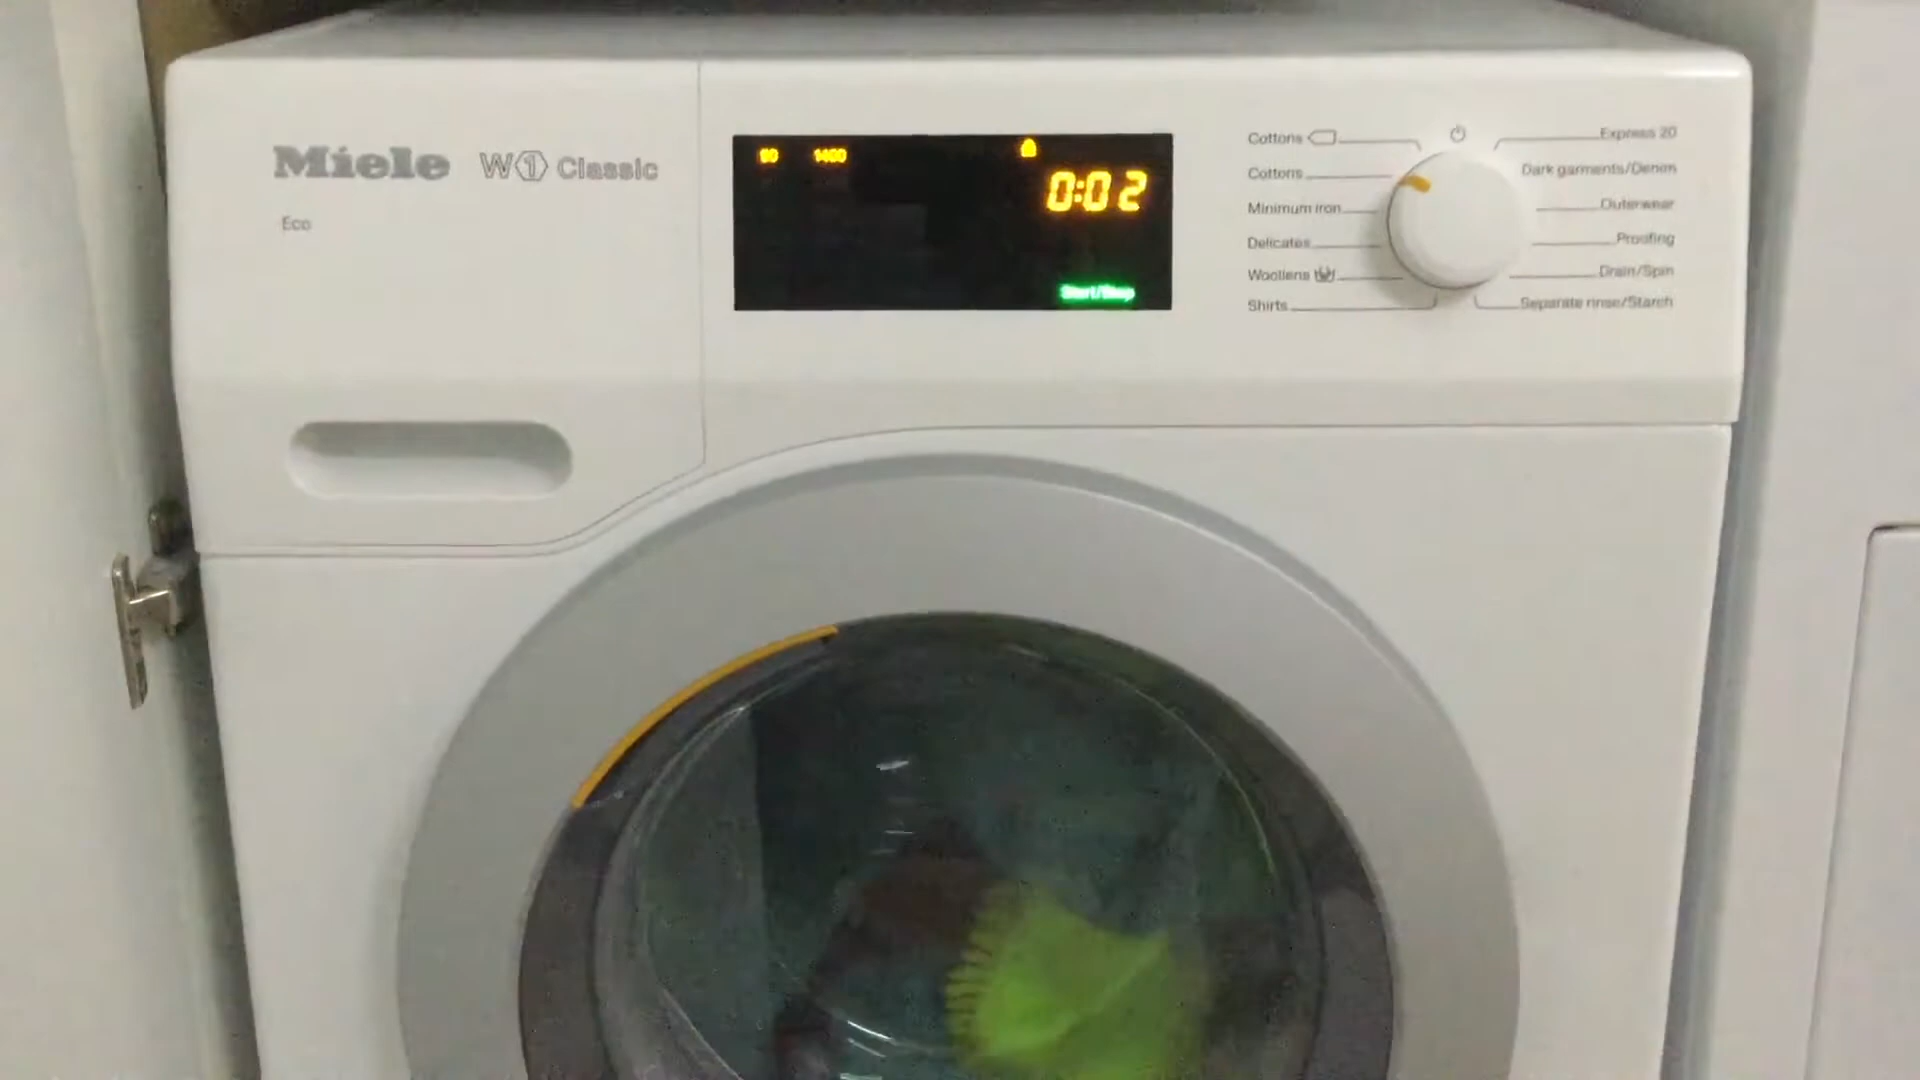 Miele W1 Classic
Eco
1400
0:02
Start/Stop
Cottons
Cottons
Minimum iron
Delicates
Woollens
Shirts
Express 20
Dark garments/Denim
Outerwear
Proofing
Drain/Spin
Separate rinse/Starch